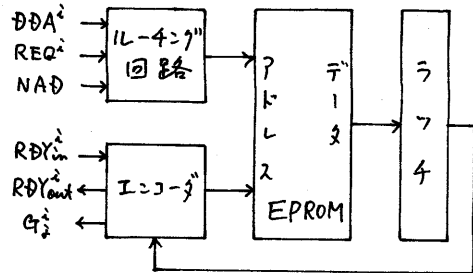 DDA^i
REQ^i
NAD
ルーチング
回路
アドレス
データ
EPROM
ラッチ
RDY^i_in
RDY^i_out
G^i_j
エンコーダ